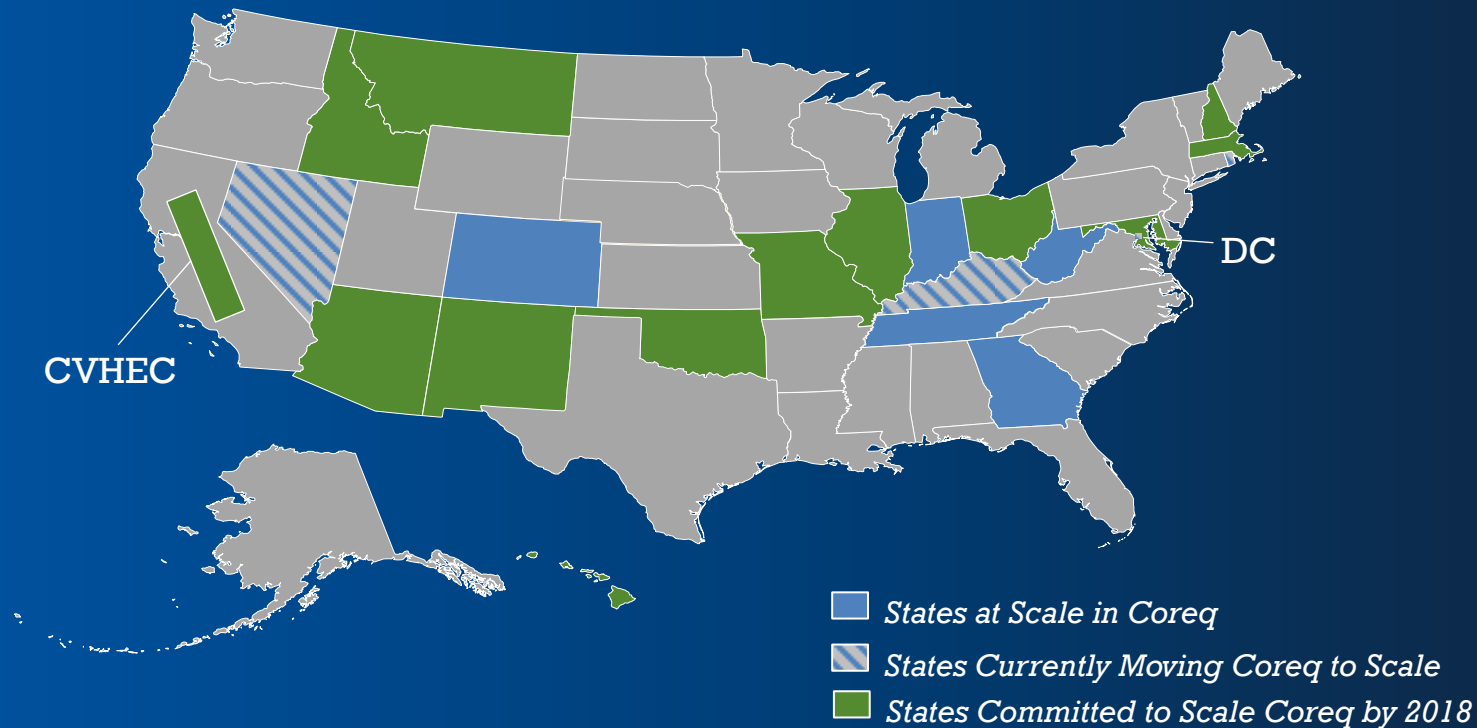 DC
CVHEC
States at Scale in Coreq
States Currently Moving Coreq to Scale
States Committed to Scale Coreq by 2018